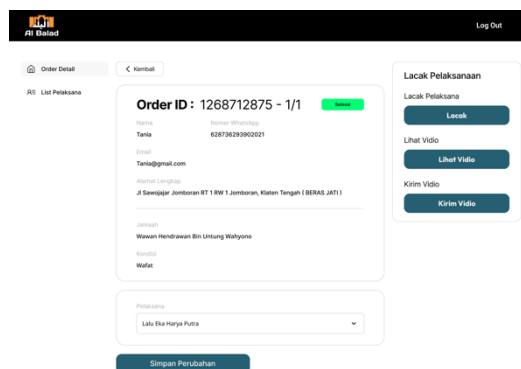 Al Balad
Log Out
Order Detail
List Pelaksana
Kembali
Order ID : 1268712875 - 1/1
Selesai
Nama
Nomer WhatsApp
Tania
628736293902021
Email
Tania@gmail.com
Alamat Lengkap
Jl Sawojajar Jomboran RT 1 RW 1 Jomboran, Klaten Tengah ( BERAS JATI )
Jamaah
Wawan Hendrawan Bin Untung Wahyono
Kondisi
Wafat
Pelaksana
Lalu Eka Harya Putra
Simpan Perubahan
Lacak Pelaksanaan
Lacak Pelaksana
Lacak
Lihat Vidio
Lihat Vidio
Kirim Vidio
Kirim Vidio